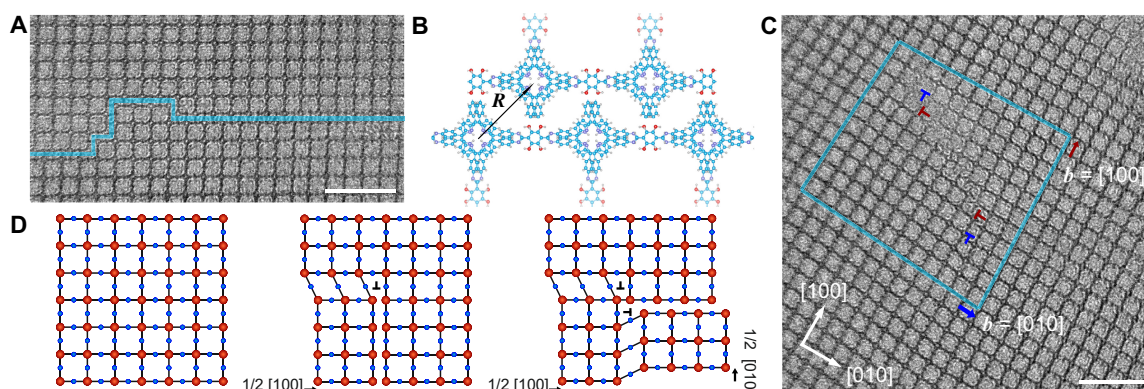 A
B
R
C
b = [100]
b = [010]
[100]
[010]
D
1/2 [100]
1/2 [100]
1/2 [010]